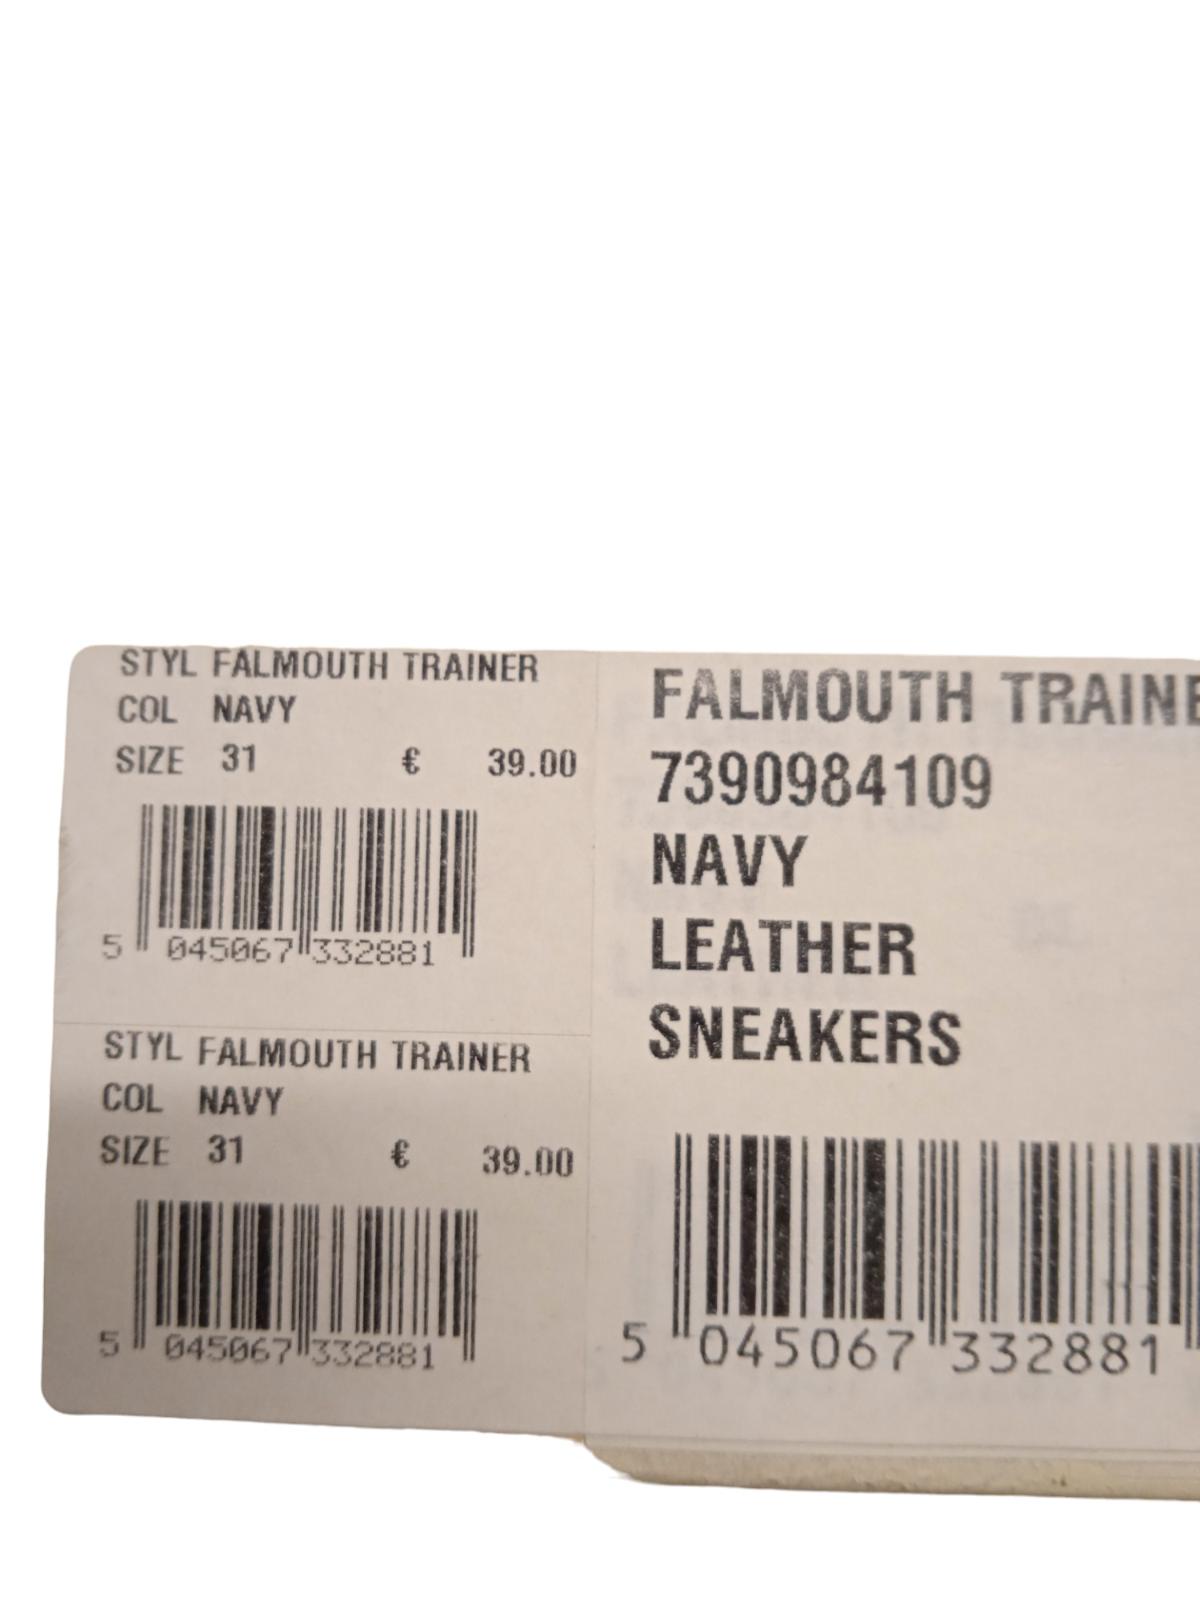 STYL FALMOUTH TRAINER
COL NAVY
SIZE 31 € 39.00
5 045067 332881
STYL FALMOUTH TRAINER
COL NAVY
SIZE 31 € 39.00
5 045067 332881
FALMOUTH TRAINE
7390984109
NAVY
LEATHER
SNEAKERS
5 045067 332881